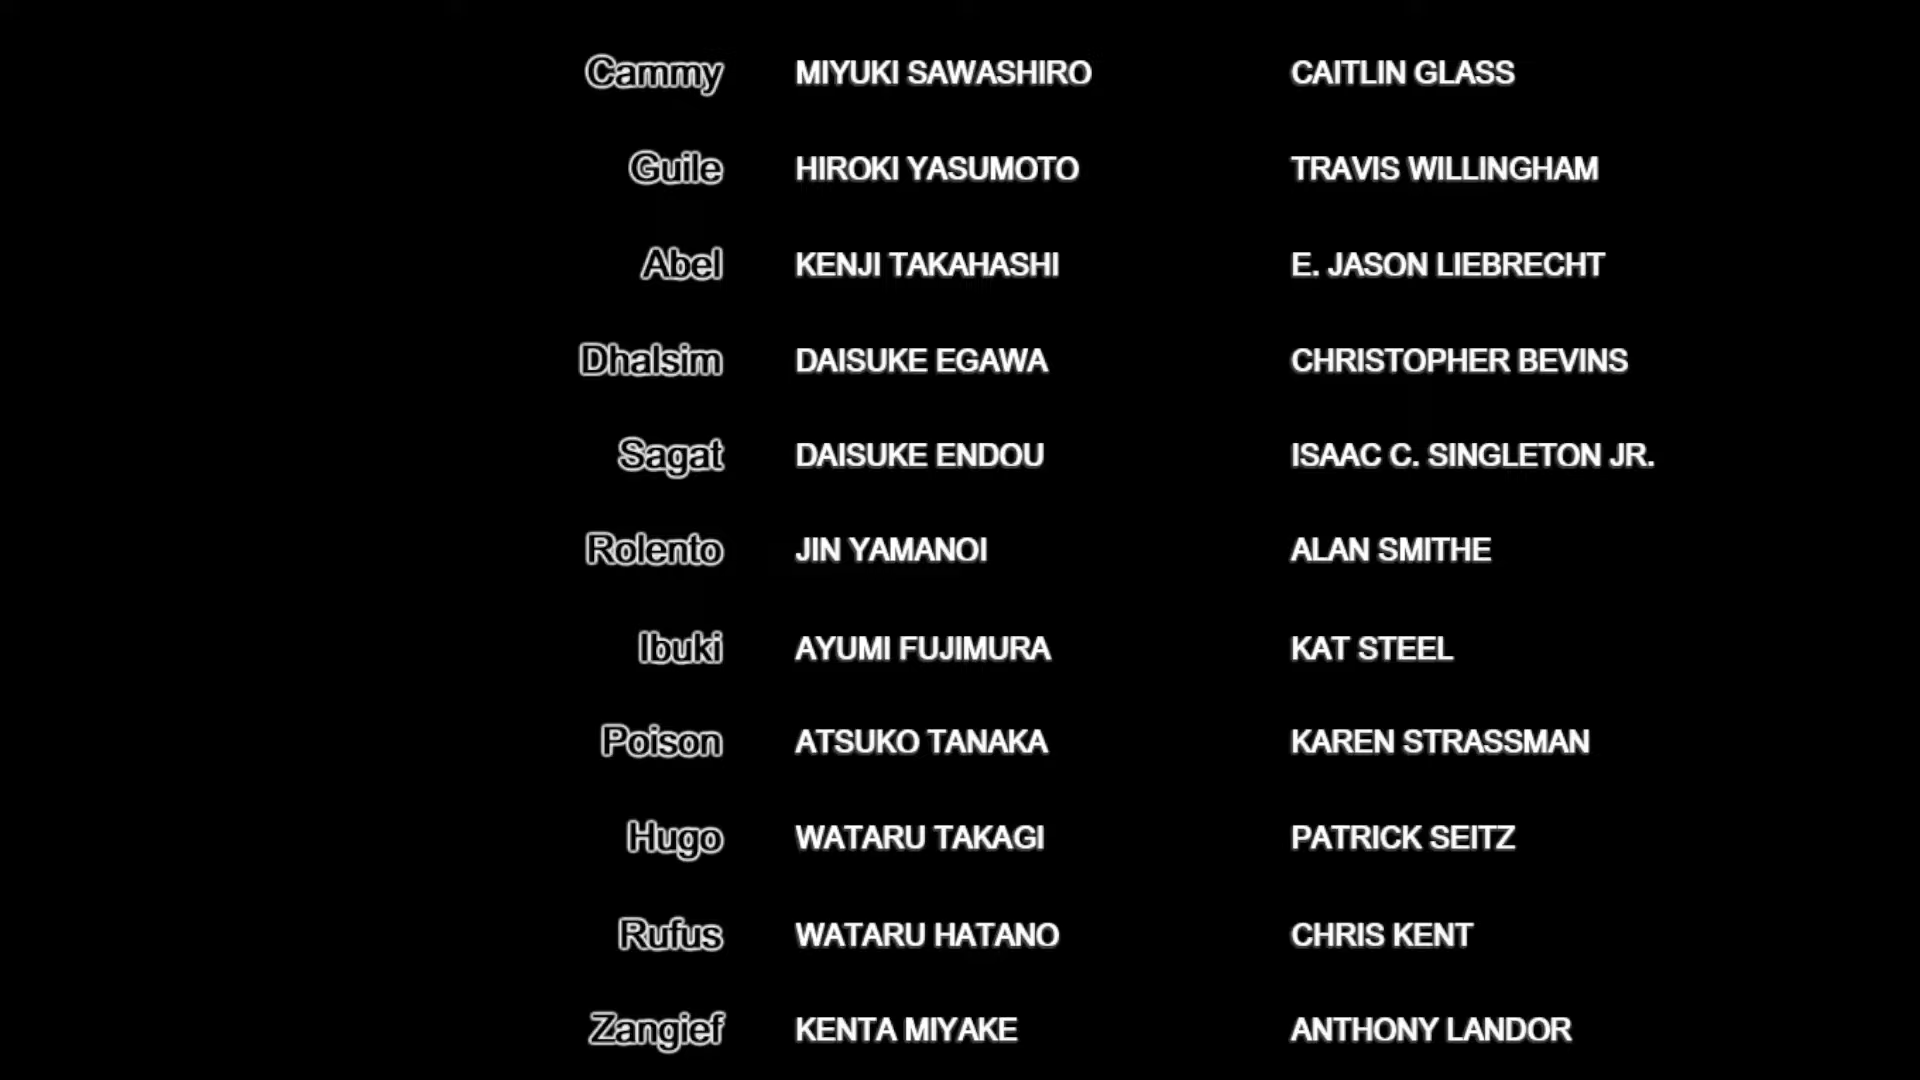 Cammy MIYUKI SAWASHIRO CAITLIN GLASS
Guile HIROKI YASUMOTO TRAVIS WILLINGHAM
Abel KENJI TAKAHASHI E. JASON LIEBRECHT
Dhalsim DAISUKE EGAWA CHRISTOPHER BEVINS
Sagat DAISUKE ENDOU ISAAC C. SINGLETON JR.
Rolento JIN YAMANOI ALAN SMITHE
Ibuki AYUMI FUJIMURA KAT STEEL
Poison ATSUKO TANAKA KAREN STRASSMAN
Hugo WATARU TAKAGI PATRICK SEITZ
Rufus WATARU HATANO CHRIS KENT
Zangief KENTA MIYAKE ANTHONY LANDOR